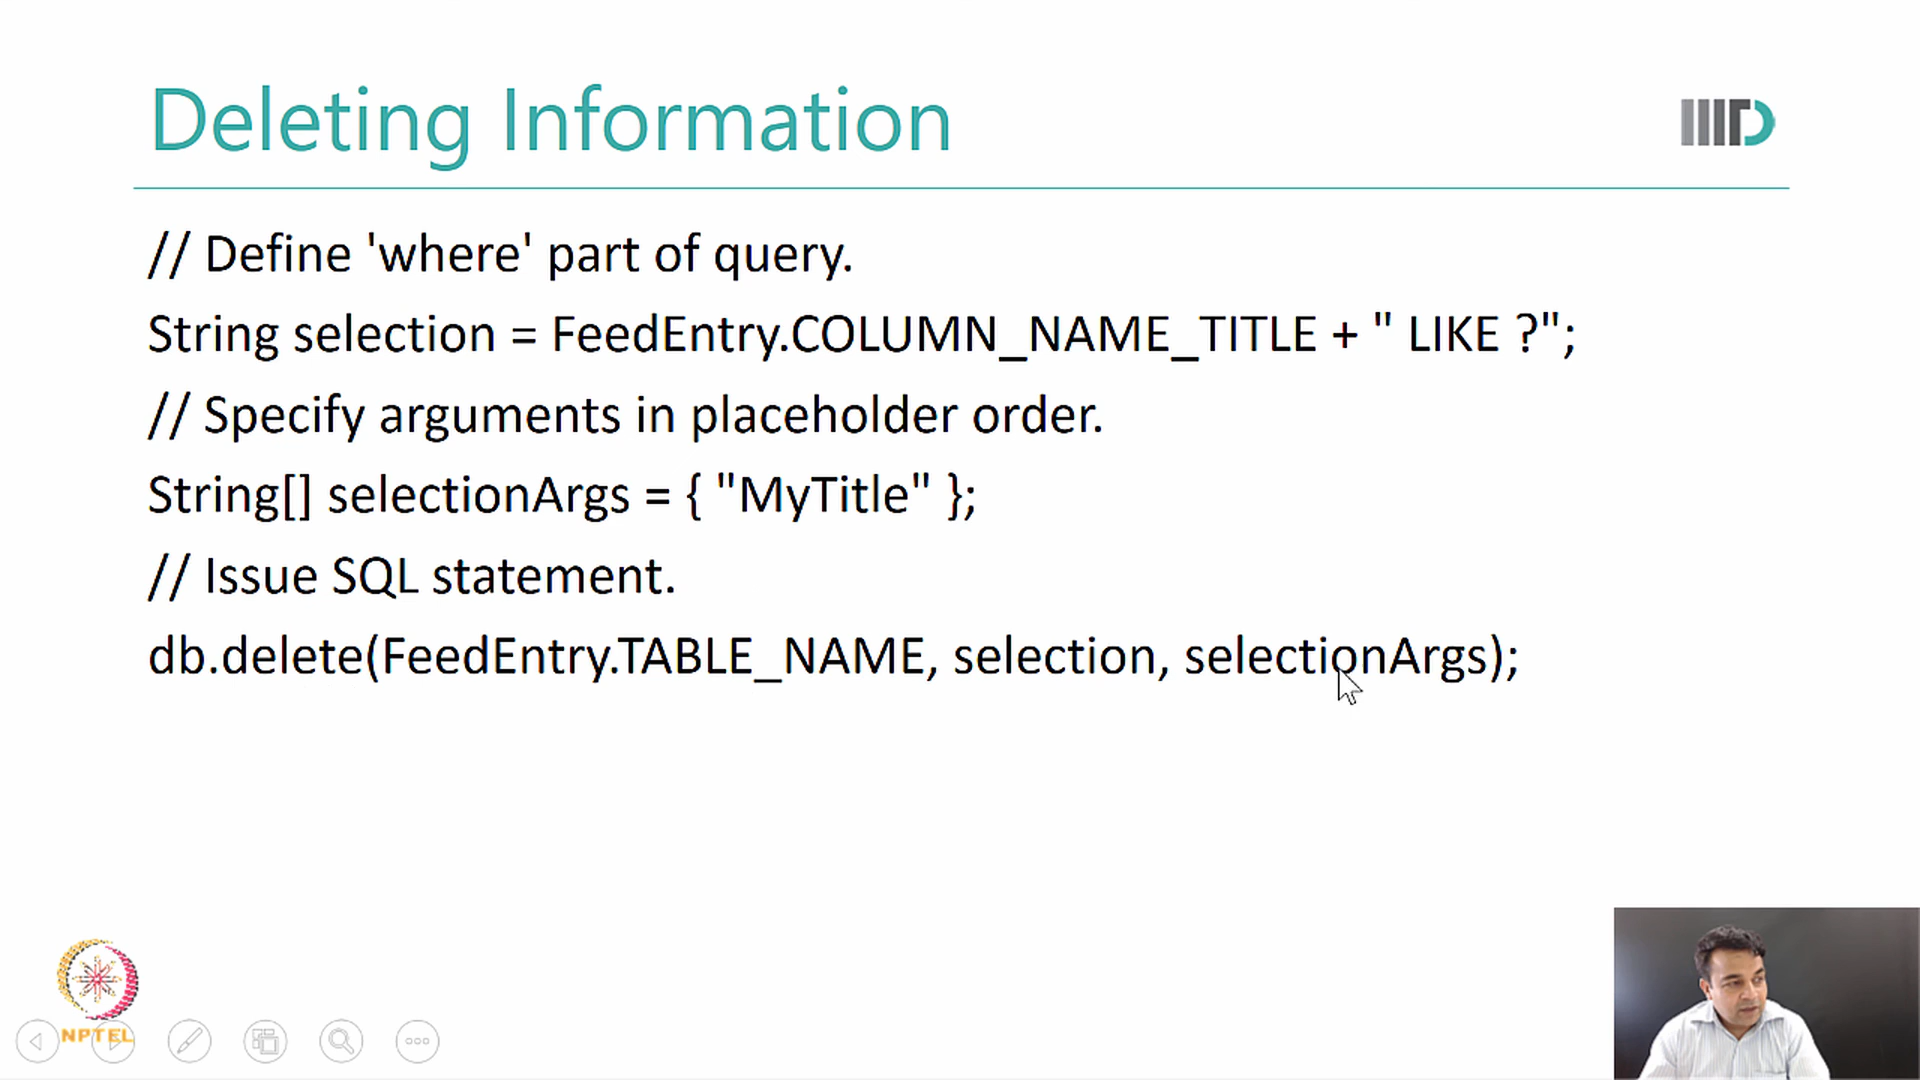 Deleting Information
// Define 'where' part of query.
String selection = FeedEntry.COLUMN_NAME_TITLE + " LIKE ?";
// Specify arguments in placeholder order.
String[] selectionArgs = { "MyTitle" };
// Issue SQL statement.
db.delete(FeedEntry.TABLE_NAME, selection, selectionArgs);
NPTEL